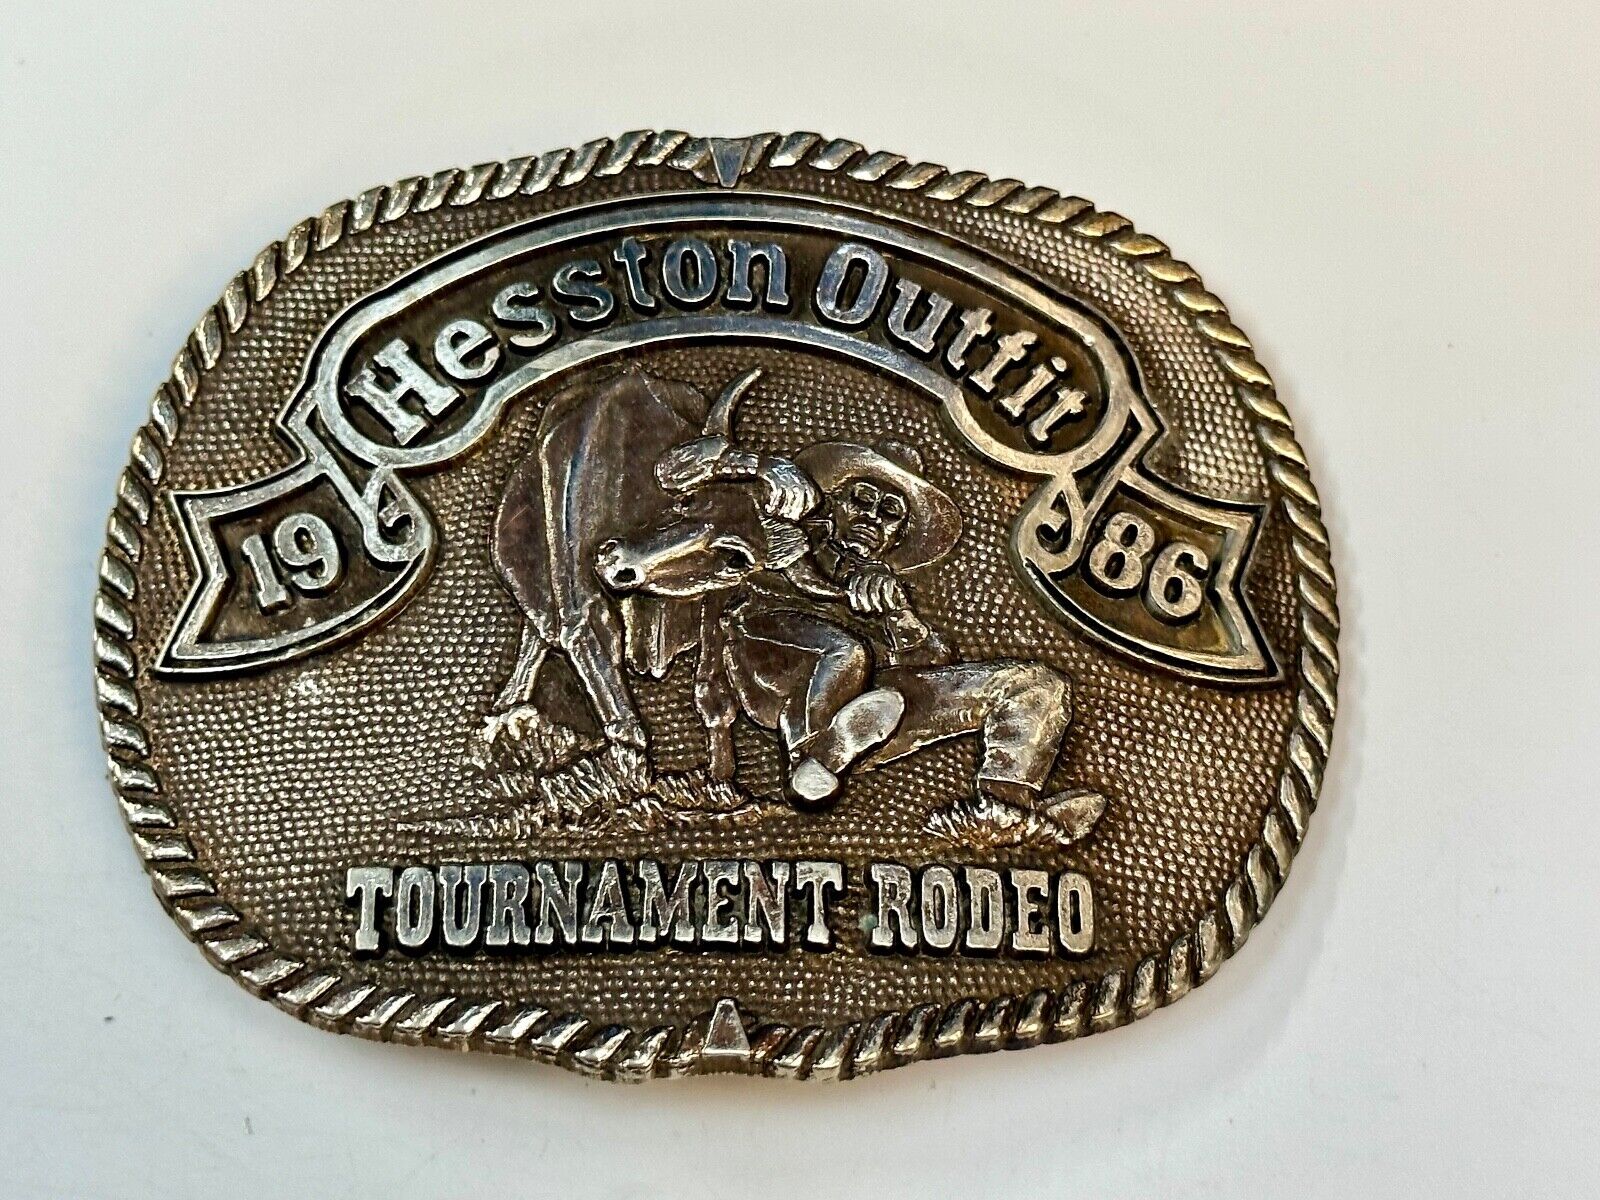 Hesston Outfit
19 86
TOURNAMENT RODEO